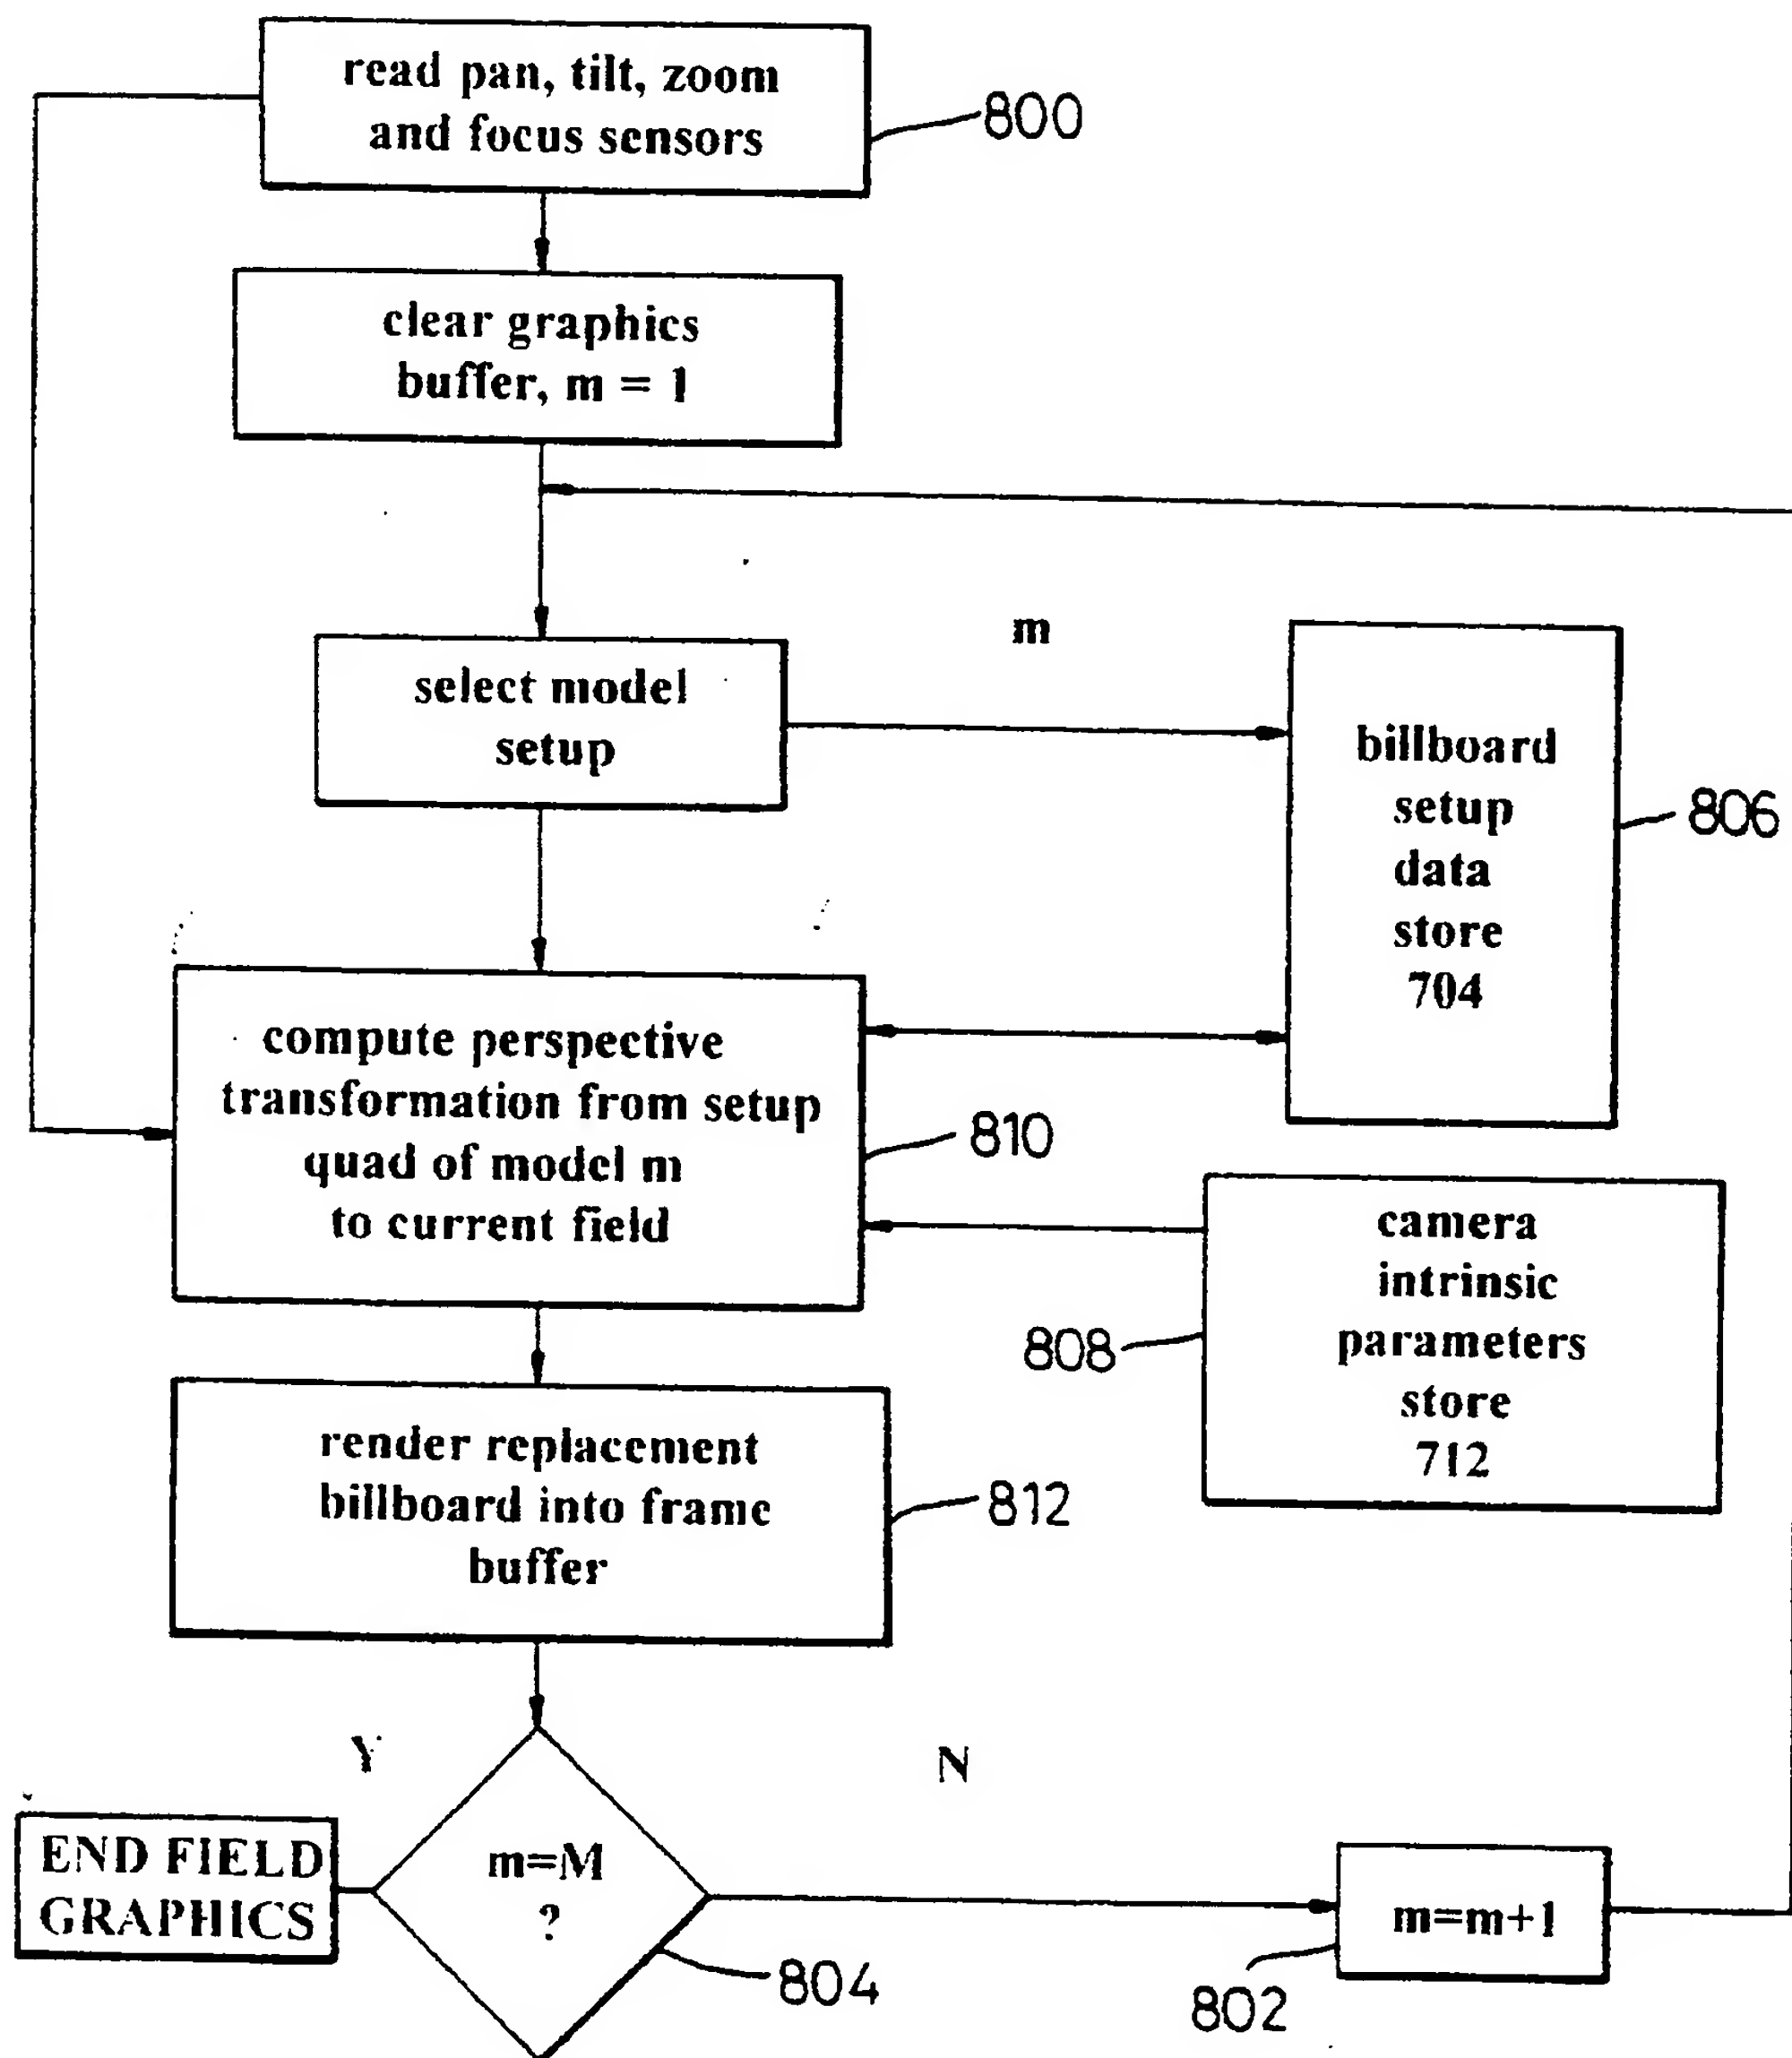 read pan, tilt, zoom
and focus sensors
800
clear graphics
buffer, m = 1
m
select model
setup
billboard
setup
data
store
704
806
compute perspective
transformation from setup
quad of model m
to current field
810
camera
intrinsic
parameters
store
712
808
render replacement
billboard into frame
buffer
812
Y
N
END FIELD
GRAPHICS
m=M
?
804
m=m+1
802